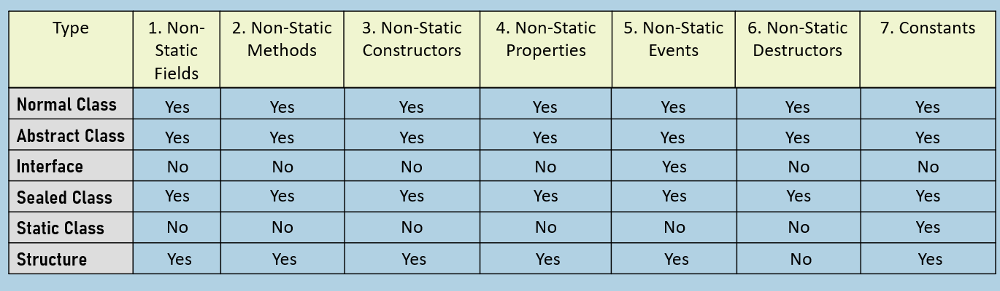 Type 1. Non-Static Fields 2. Non-Static Methods 3. Non-Static Constructors 4. Non-Static Properties 5. Non-Static Events 6. Non-Static Destructors 7. Constants
Normal Class Yes Yes Yes Yes Yes Yes Yes
Abstract Class Yes Yes Yes Yes Yes Yes Yes
Interface No No No No Yes No No
Sealed Class Yes Yes Yes Yes Yes Yes Yes
Static Class No No No No No No Yes
Structure Yes Yes Yes Yes Yes No Yes